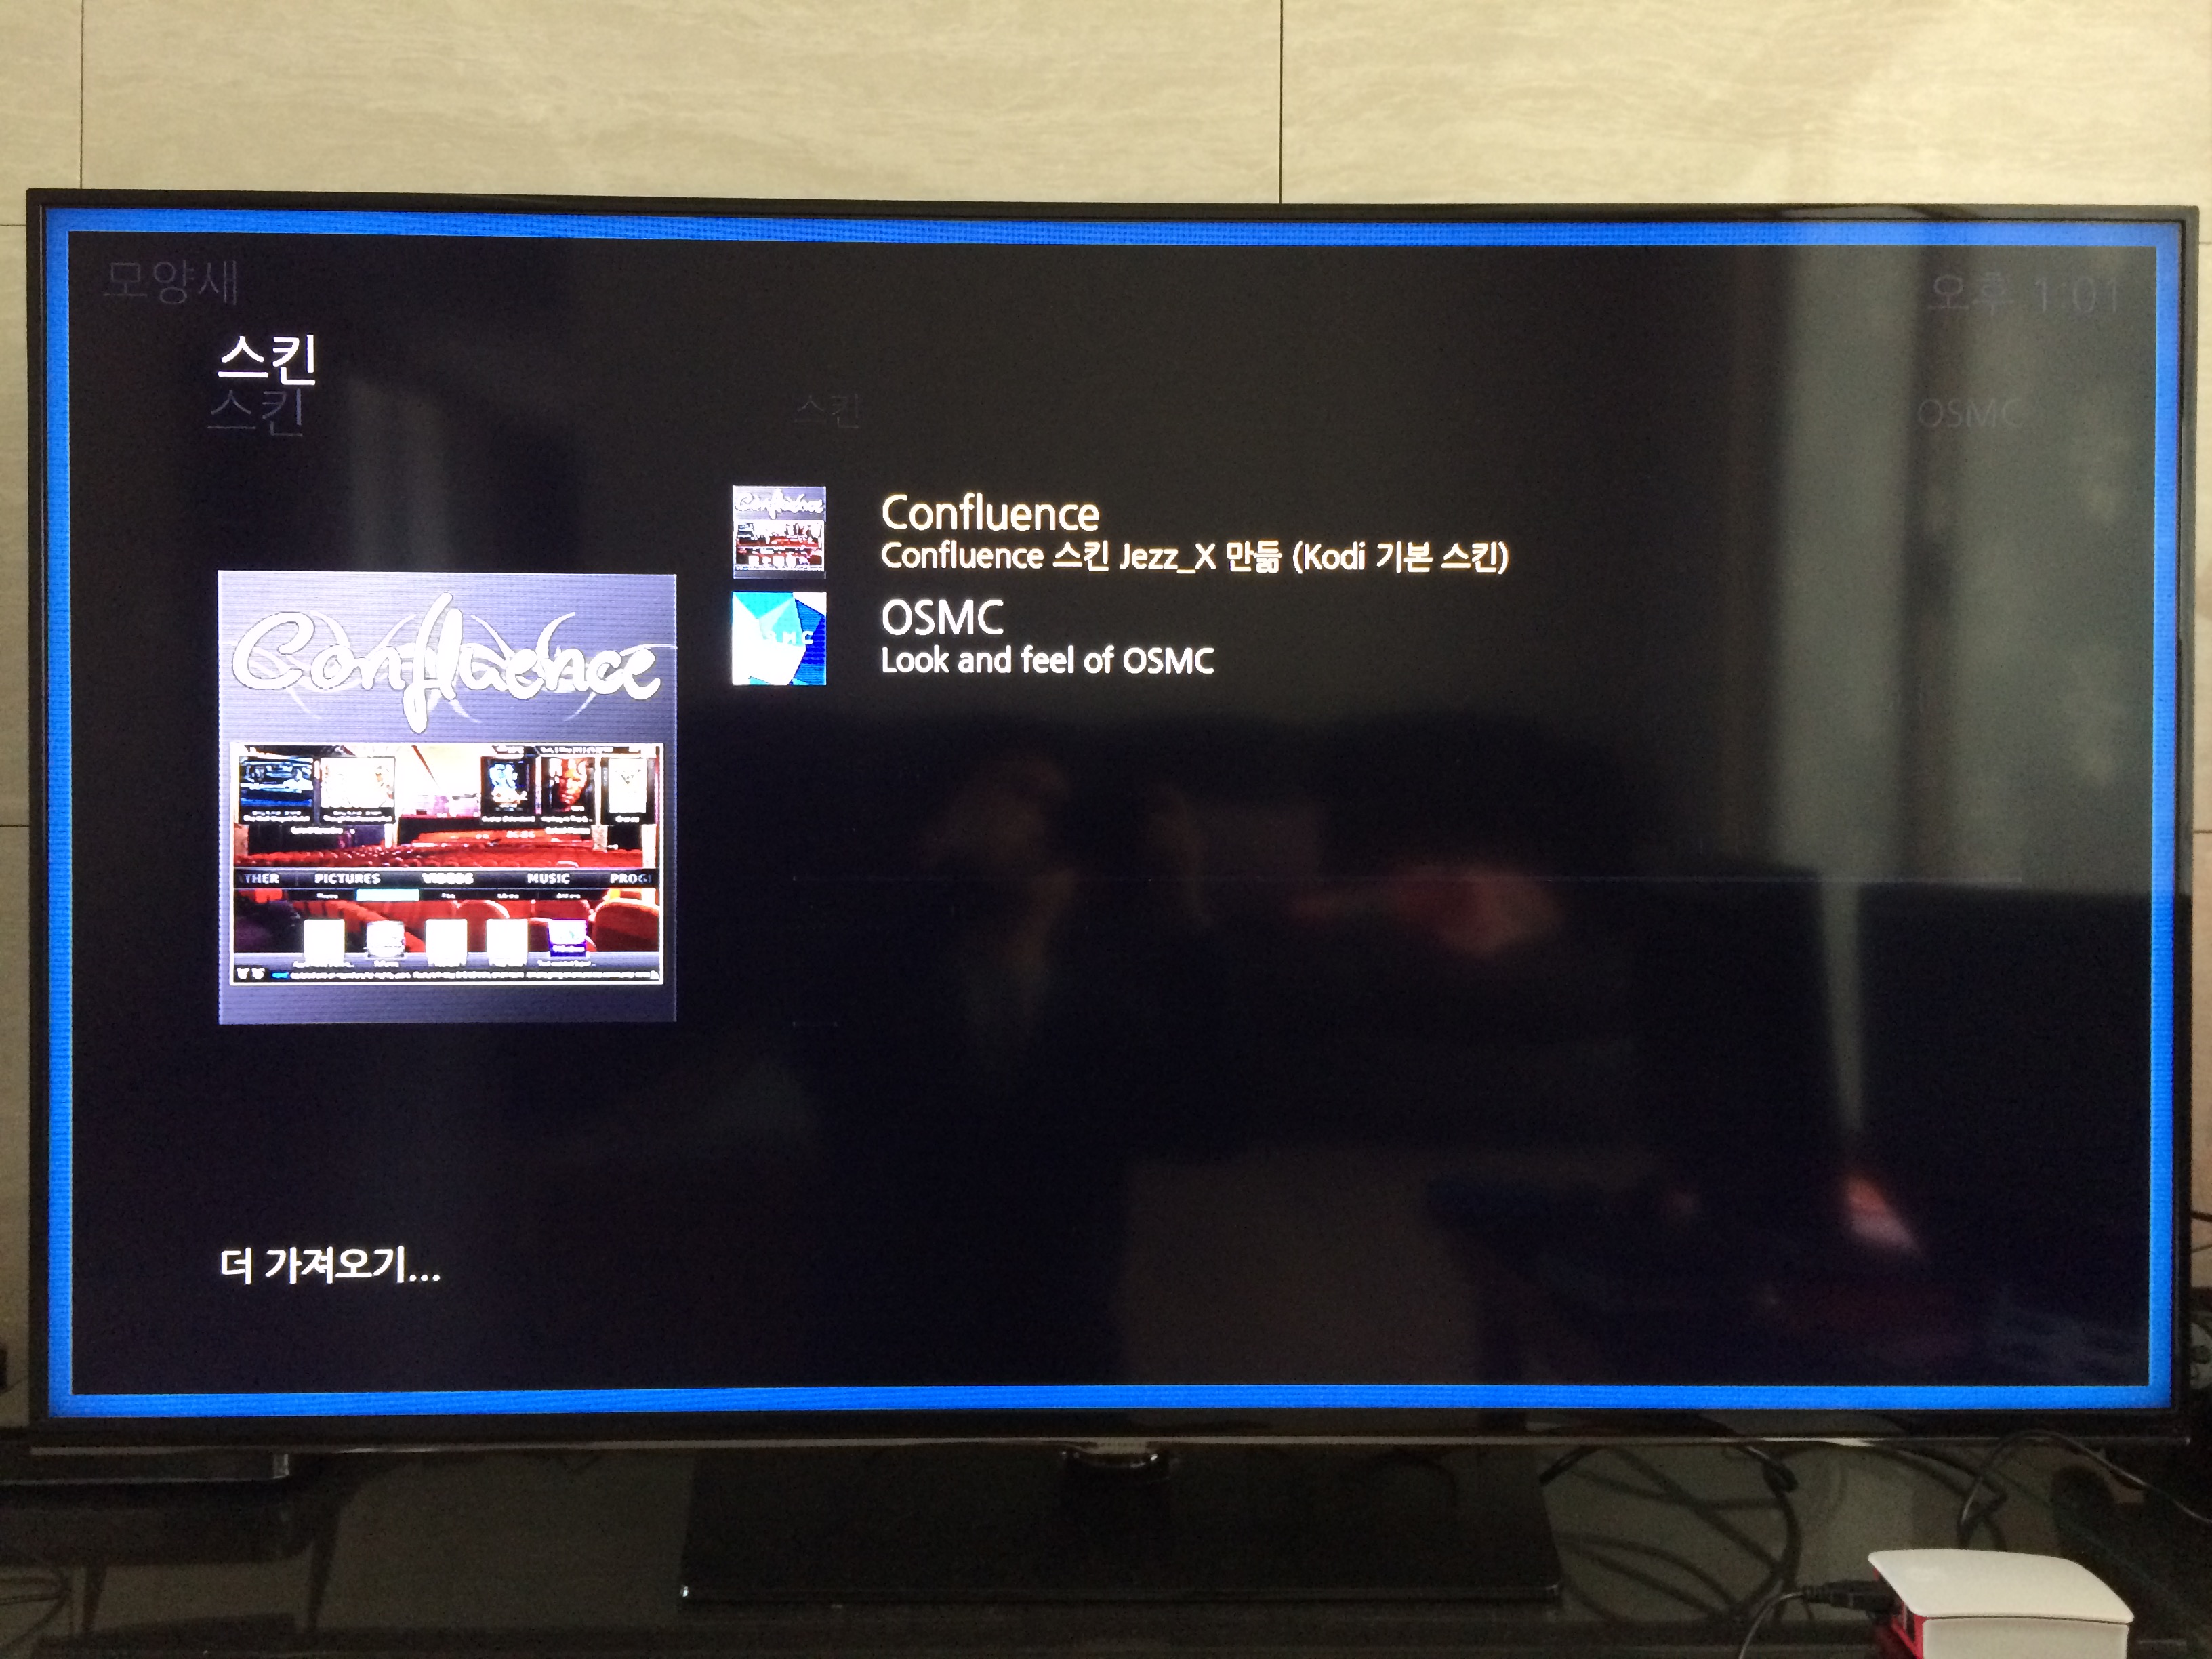 모양새
오후 1:01
스킨
스킨
스킨
OSMC
Confluence
Confluence 스킨 Jezz_X 만듦 (Kodi 기본 스킨)
OSMC
Look and feel of OSMC
Confluence
THER PICTURES VIDEOS MUSIC PROG
더 가져오기...